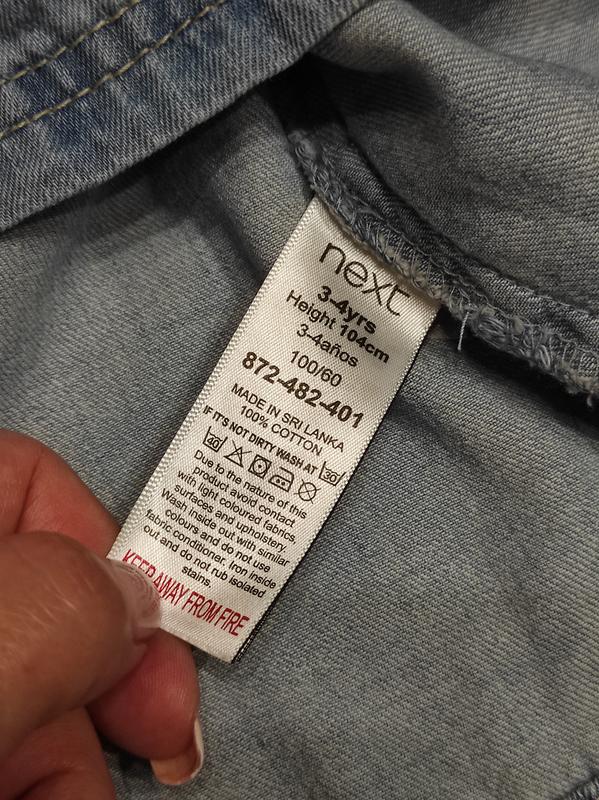 next
3-4yrs
Height 104cm
3-4años
100/60
872-482-401
MADE IN SRI LANKA
100% COTTON
IF IT'S NOT DIRTY WASH AT 30
40
Due to the nature of this
product avoid contact
with light coloured fabrics,
surfaces and upholstery.
Wash inside out with similar
colours and do not use
fabric conditioner. Iron inside
out and do not rub isolated
stains.
KEEP AWAY FROM FIRE